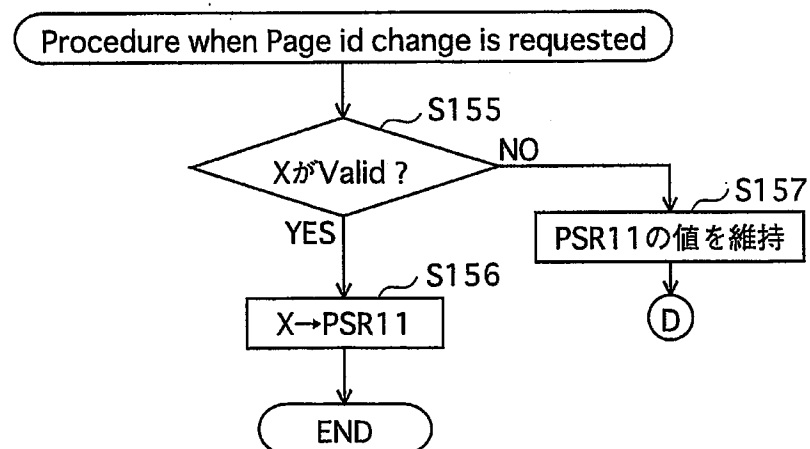 Procedure when Page id change is requested
S155
XがValid ?
NO
YES
S157
PSR11の値を維持
S156
X→PSR11
D
END